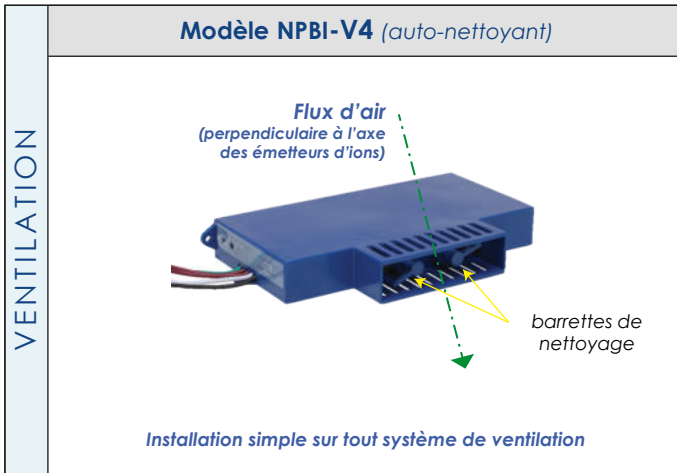 VENTILATION
Modèle NPBI-V4 (auto-nettoyant)
Flux d'air
(perpendiculaire à l'axe
des émetteurs d'ions)
barrettes de
nettoyage
Installation simple sur tout système de ventilation